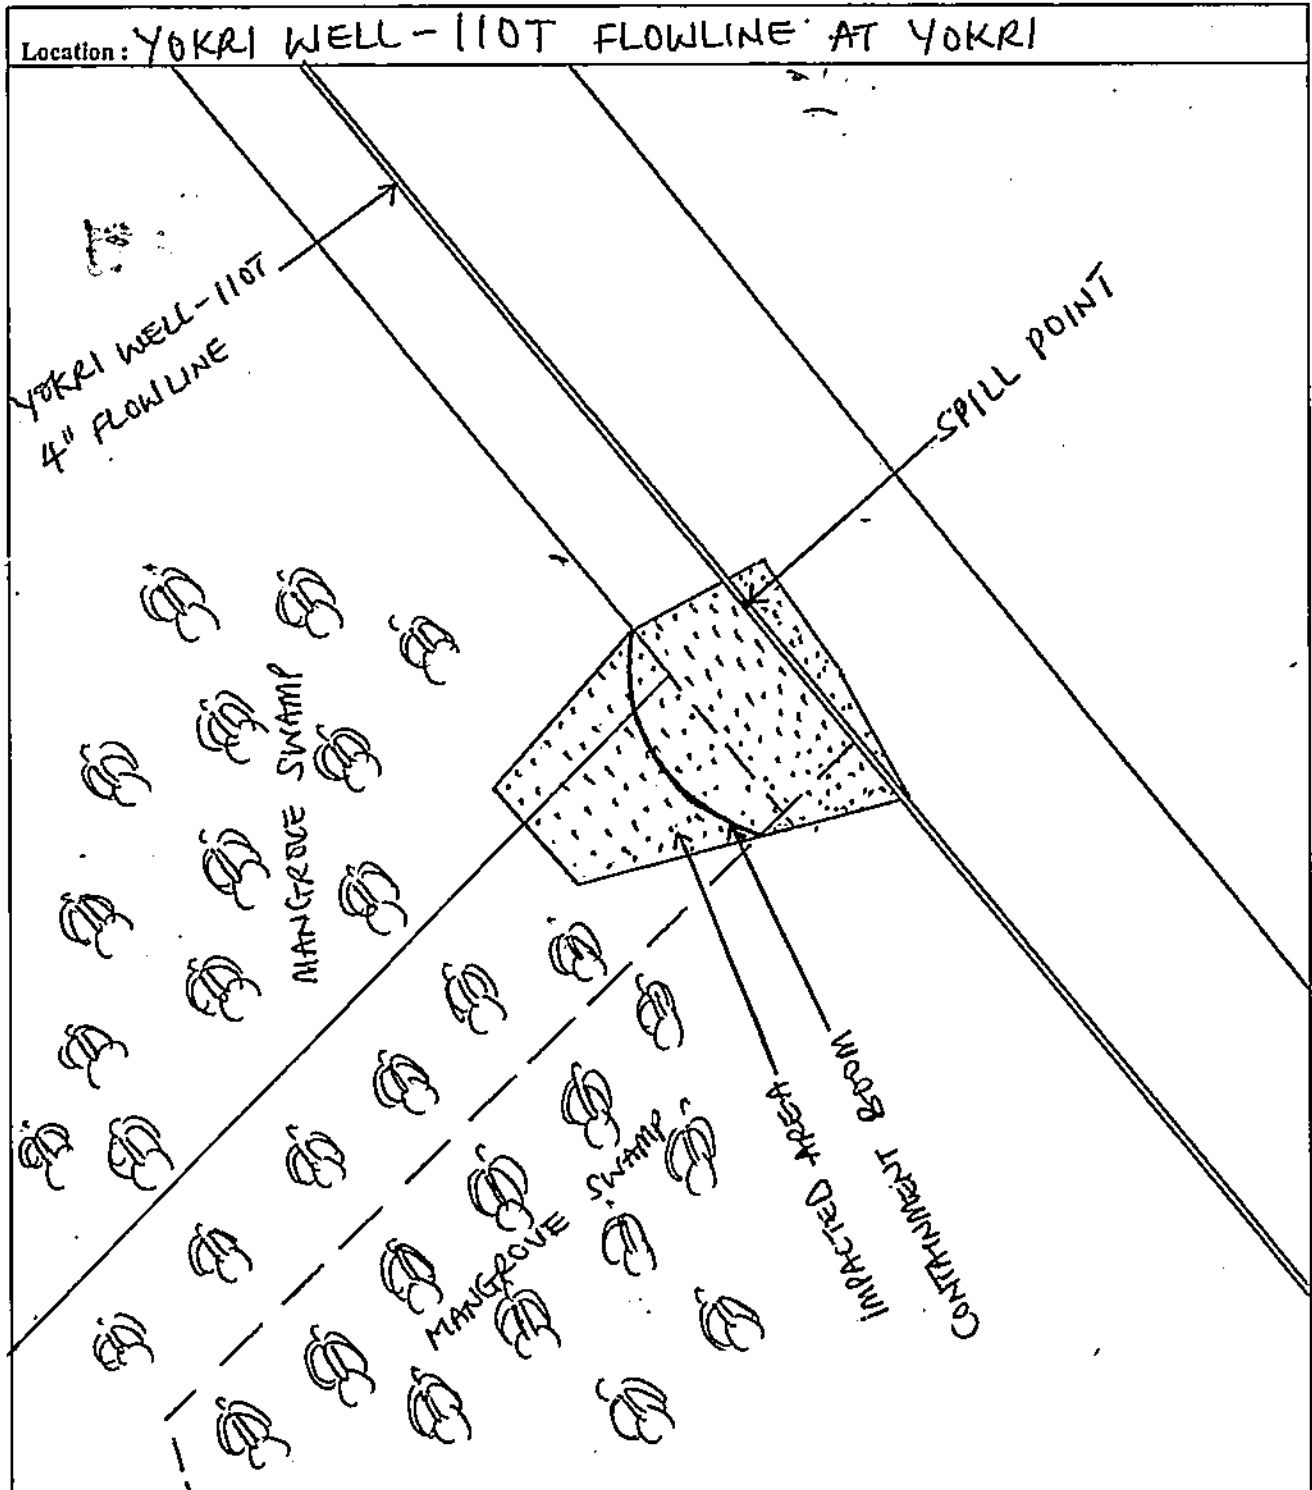 Location : YOKRI WELL-110T FLOWLINE AT YOKRI
YOKRI WELL-110T
4" FLOWLINE
SPILL POINT
MANGROVE SWAMP
MANGROVE SWAMP
IMPACTED AREA
CONTAINMENT BOOM